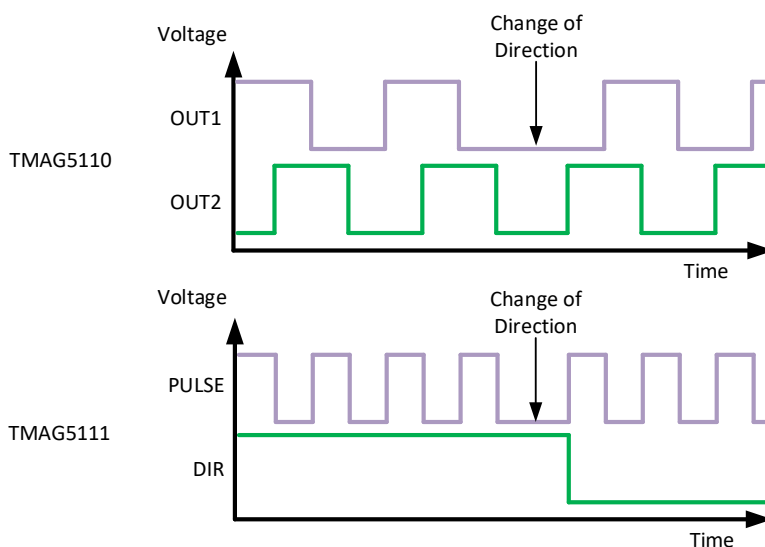 Voltage
Change of
Direction
OUT1
TMAG5110
OUT2
Time
Voltage
Change of
Direction
PULSE
TMAG5111
DIR
Time